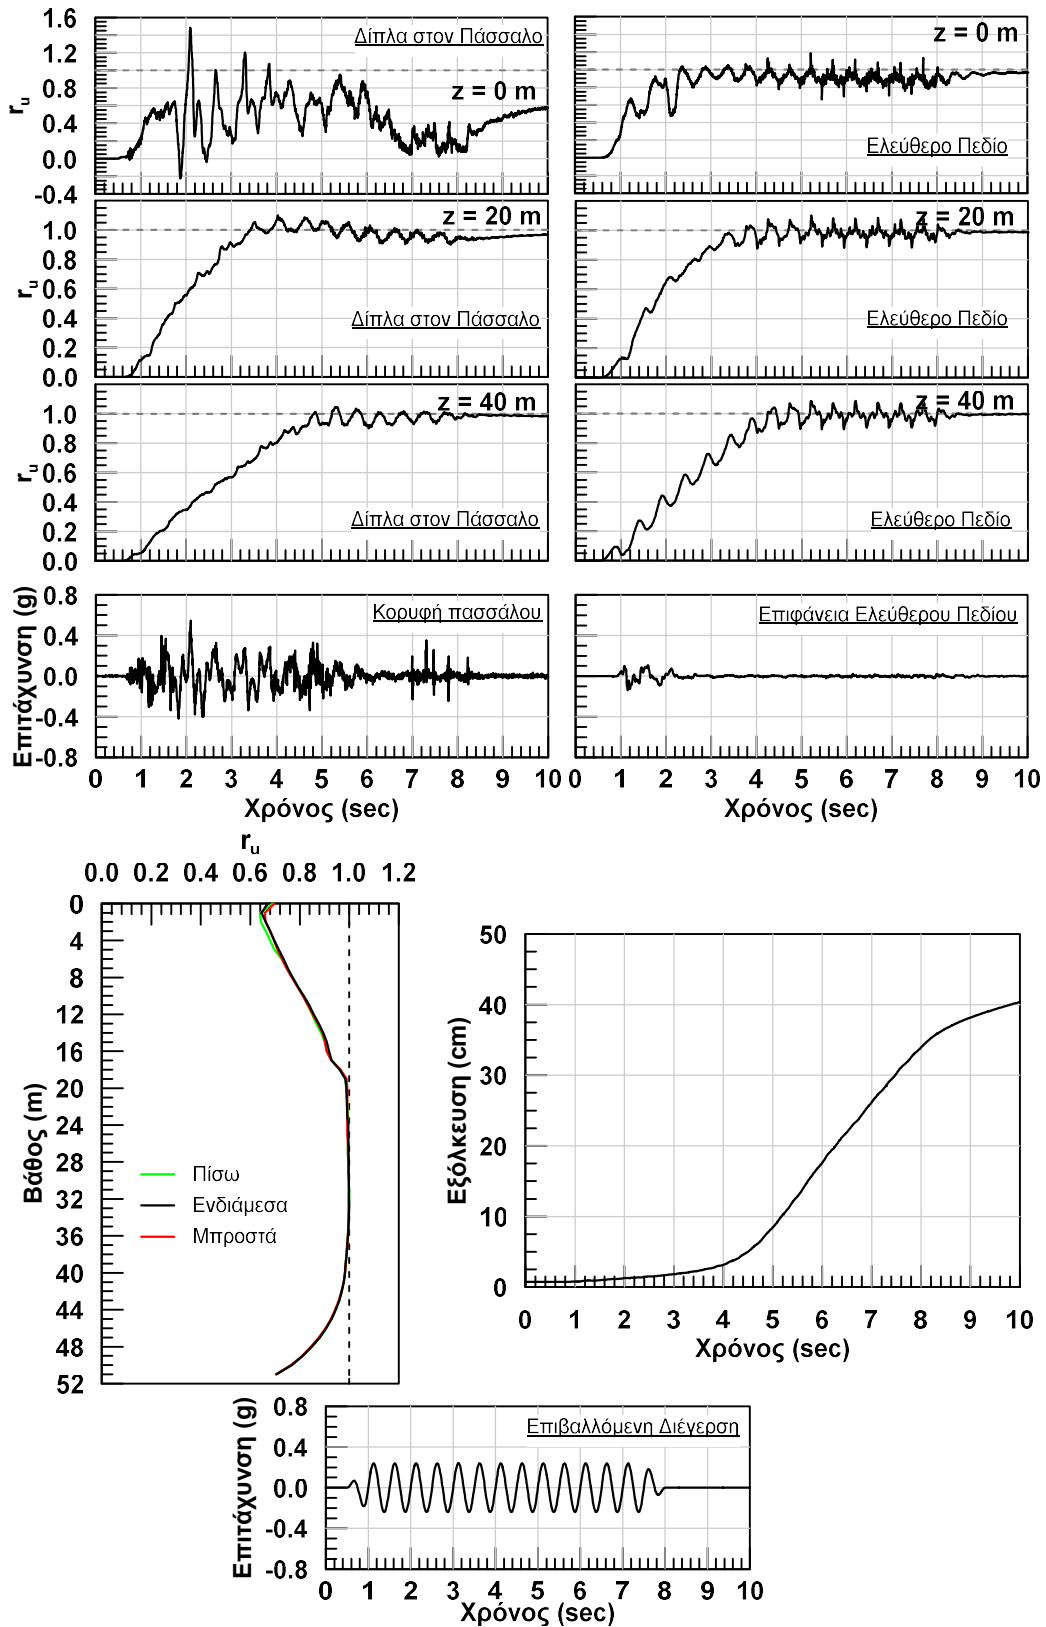 1.6
1.2
0.8
0.4
0.0
-0.4
r_u
Δίπλα στον Πάσσαλο
z = 0 m
z = 0 m
Ελεύθερο Πεδίο
1.0
0.8
0.6
0.4
0.2
0.0
r_u
z = 20 m
Δίπλα στον Πάσσαλο
z = 20 m
Ελεύθερο Πεδίο
1.0
0.8
0.6
0.4
0.2
0.0
r_u
z = 40 m
Δίπλα στον Πάσσαλο
z = 40 m
Ελεύθερο Πεδίο
0.8
0.4
0.0
-0.4
-0.8
Επιτάχυνση (g)
Κορυφή πασσάλου
Επιφάνεια Ελεύθερου Πεδίου
0 1 2 3 4 5 6 7 8 9 10
0 1 2 3 4 5 6 7 8 9 10
Χρόνος (sec)
Χρόνος (sec)
r_u
0.0 0.2 0.4 0.6 0.8 1.0 1.2
0
4
8
12
16
20
24
28
32
36
40
44
48
52
Βάθος (m)
Πίσω
Ενδιάμεσα
Μπροστά
50
40
30
20
10
0
Εξόλκευση (cm)
0 1 2 3 4 5 6 7 8 9 10
Χρόνος (sec)
0.8
0.4
0.0
-0.4
-0.8
Επιτάχυνση (g)
Επιβαλλόμενη Διέγερση
0 1 2 3 4 5 6 7 8 9 10
Χρόνος (sec)